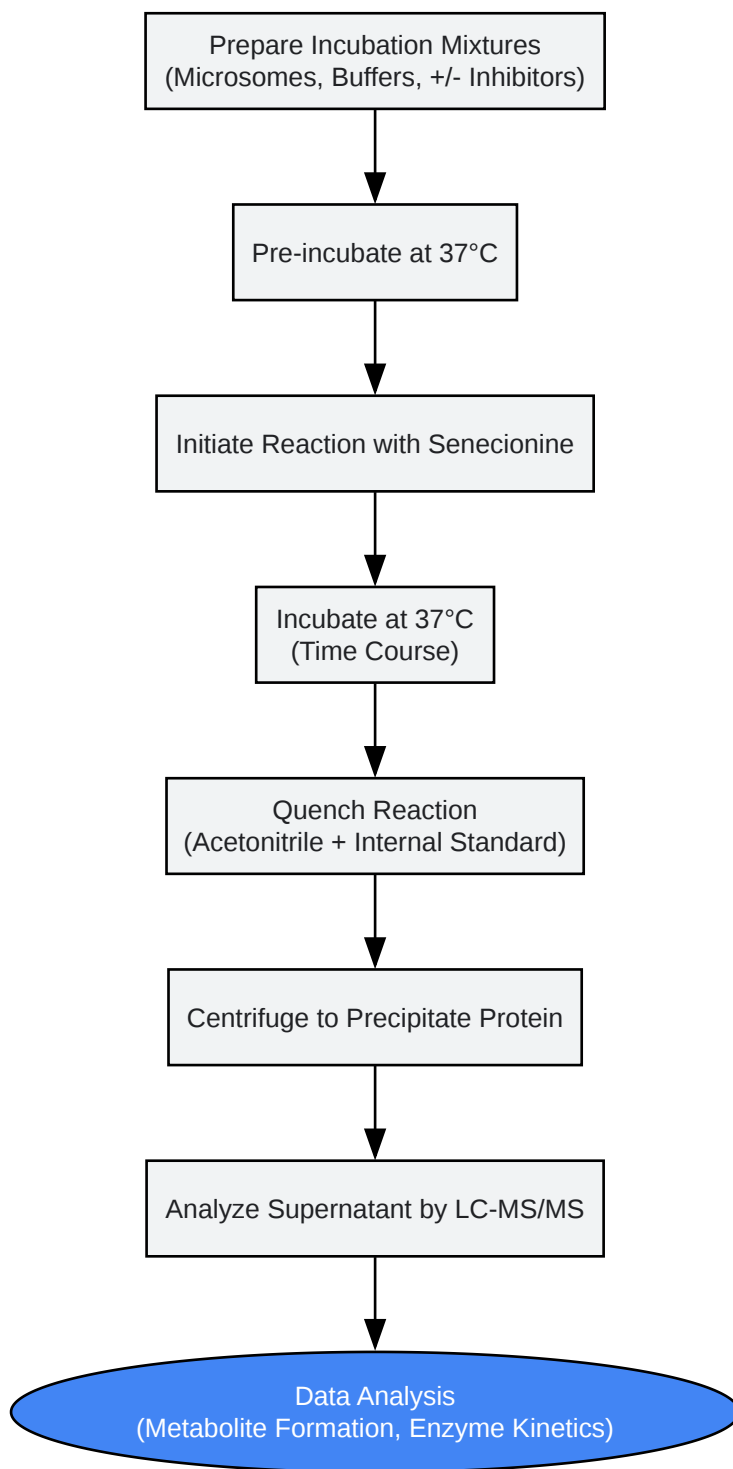 Prepare Incubation Mixtures
(Microsomes, Buffers, +/- Inhibitors)
Pre-incubate at 37°C
Initiate Reaction with Senecionine
Incubate at 37°C
(Time Course)
Quench Reaction
(Acetonitrile + Internal Standard)
Centrifuge to Precipitate Protein
Analyze Supernatant by LC-MS/MS
Data Analysis
(Metabolite Formation, Enzyme Kinetics)